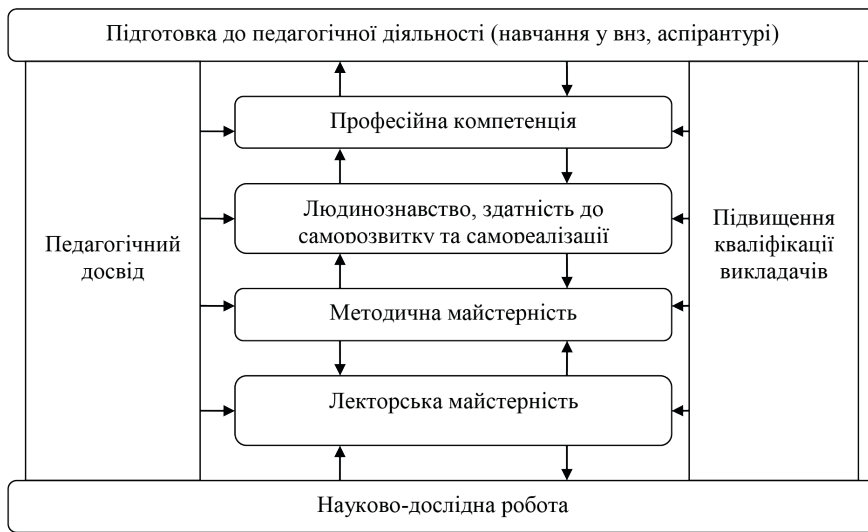 Підготовка до педагогічної діяльності (навчання у внз, аспірантурі)
Професійна компетенція
Людинознавство, здатність до
саморозвитку та самореалізації
Педагогічний
досвід
Підвищення
кваліфікації
викладачів
Методична майстерність
Лекторська майстерність
Науково-дослідна робота